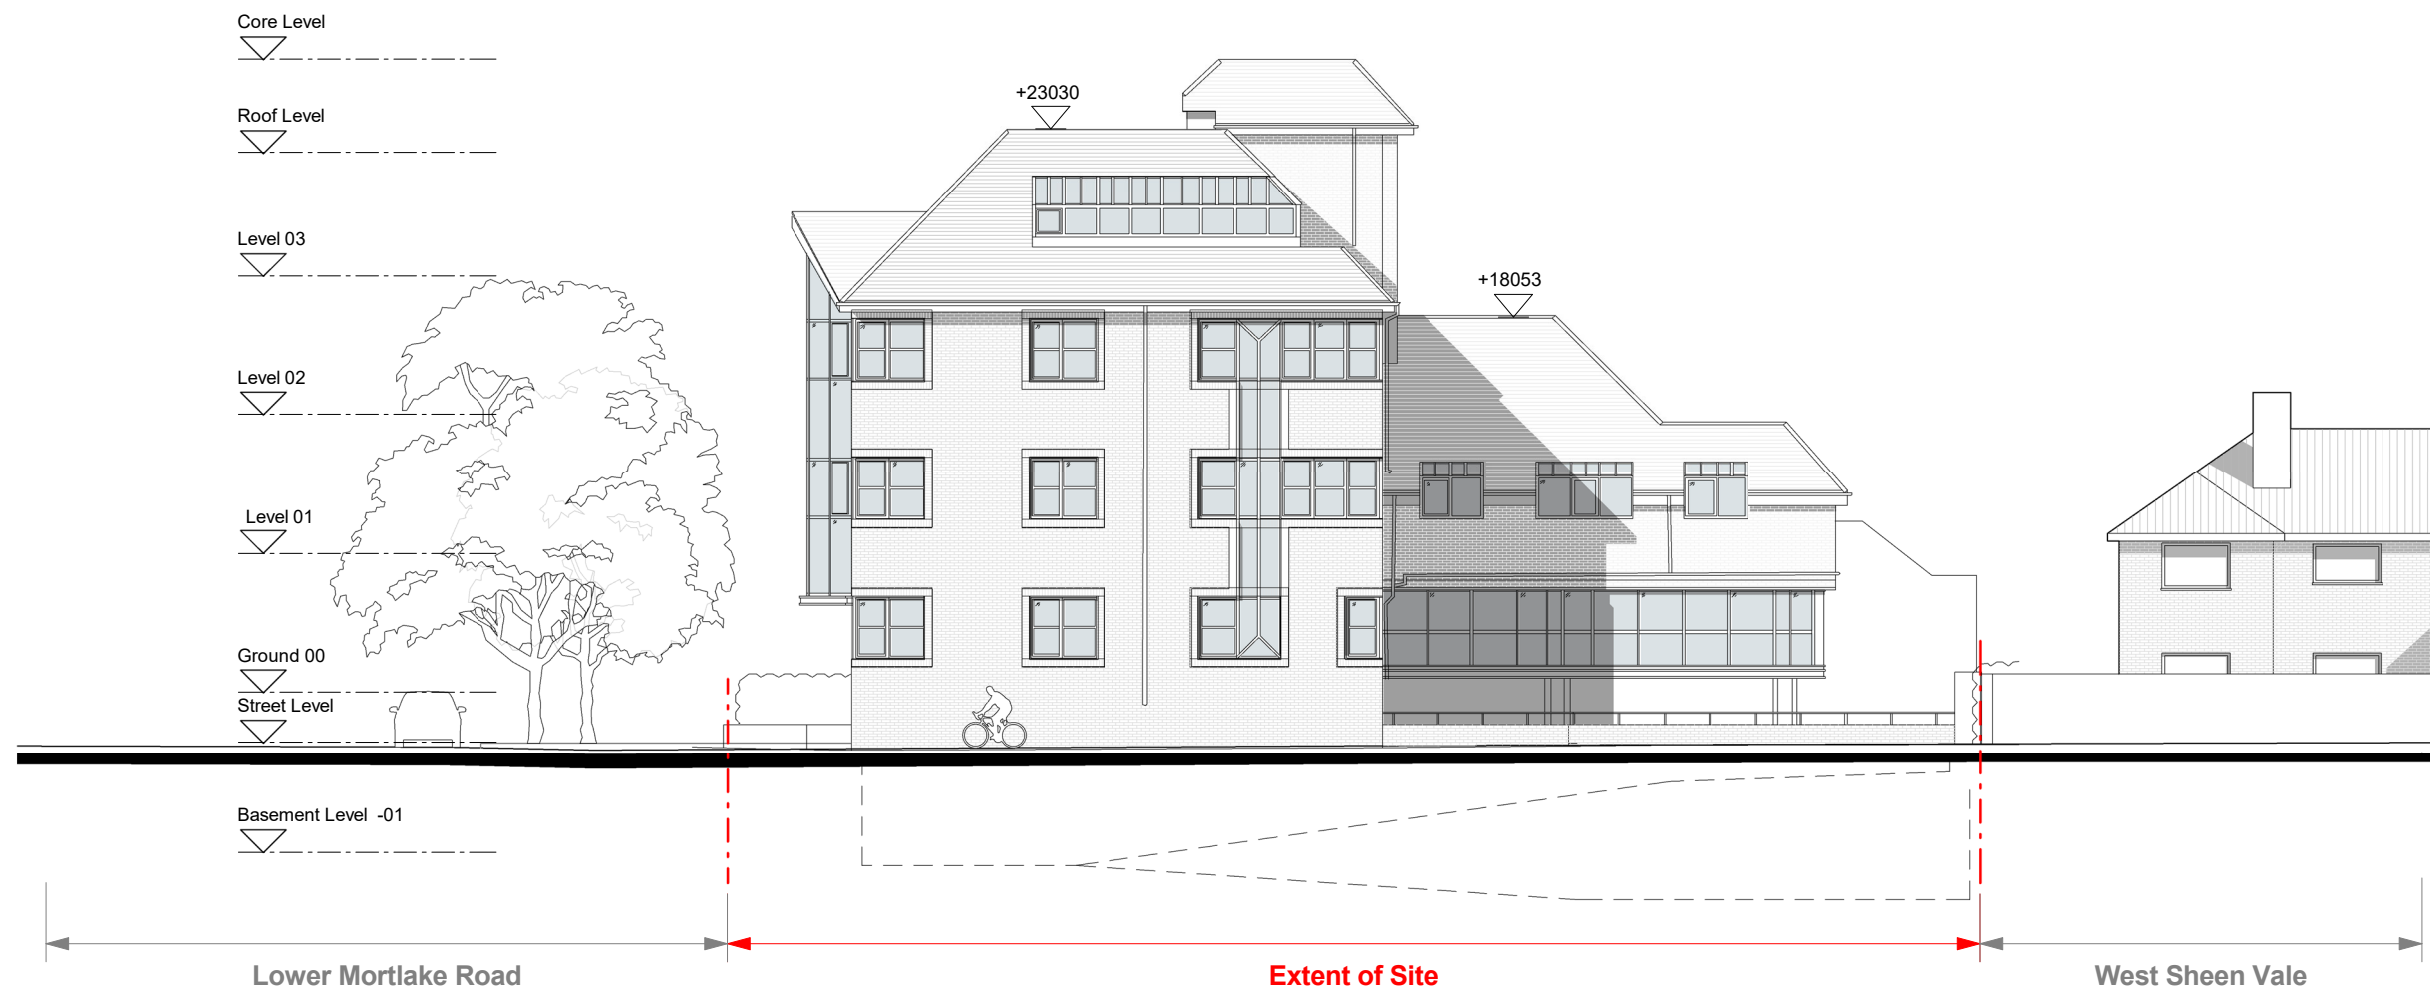 Core Level
+23030
Roof Level
Level 03
+18053
Level 02
Level 01
Ground 00
Street Level
Basement Level -01
Lower Mortlake Road
Extent of Site
West Sheen Vale